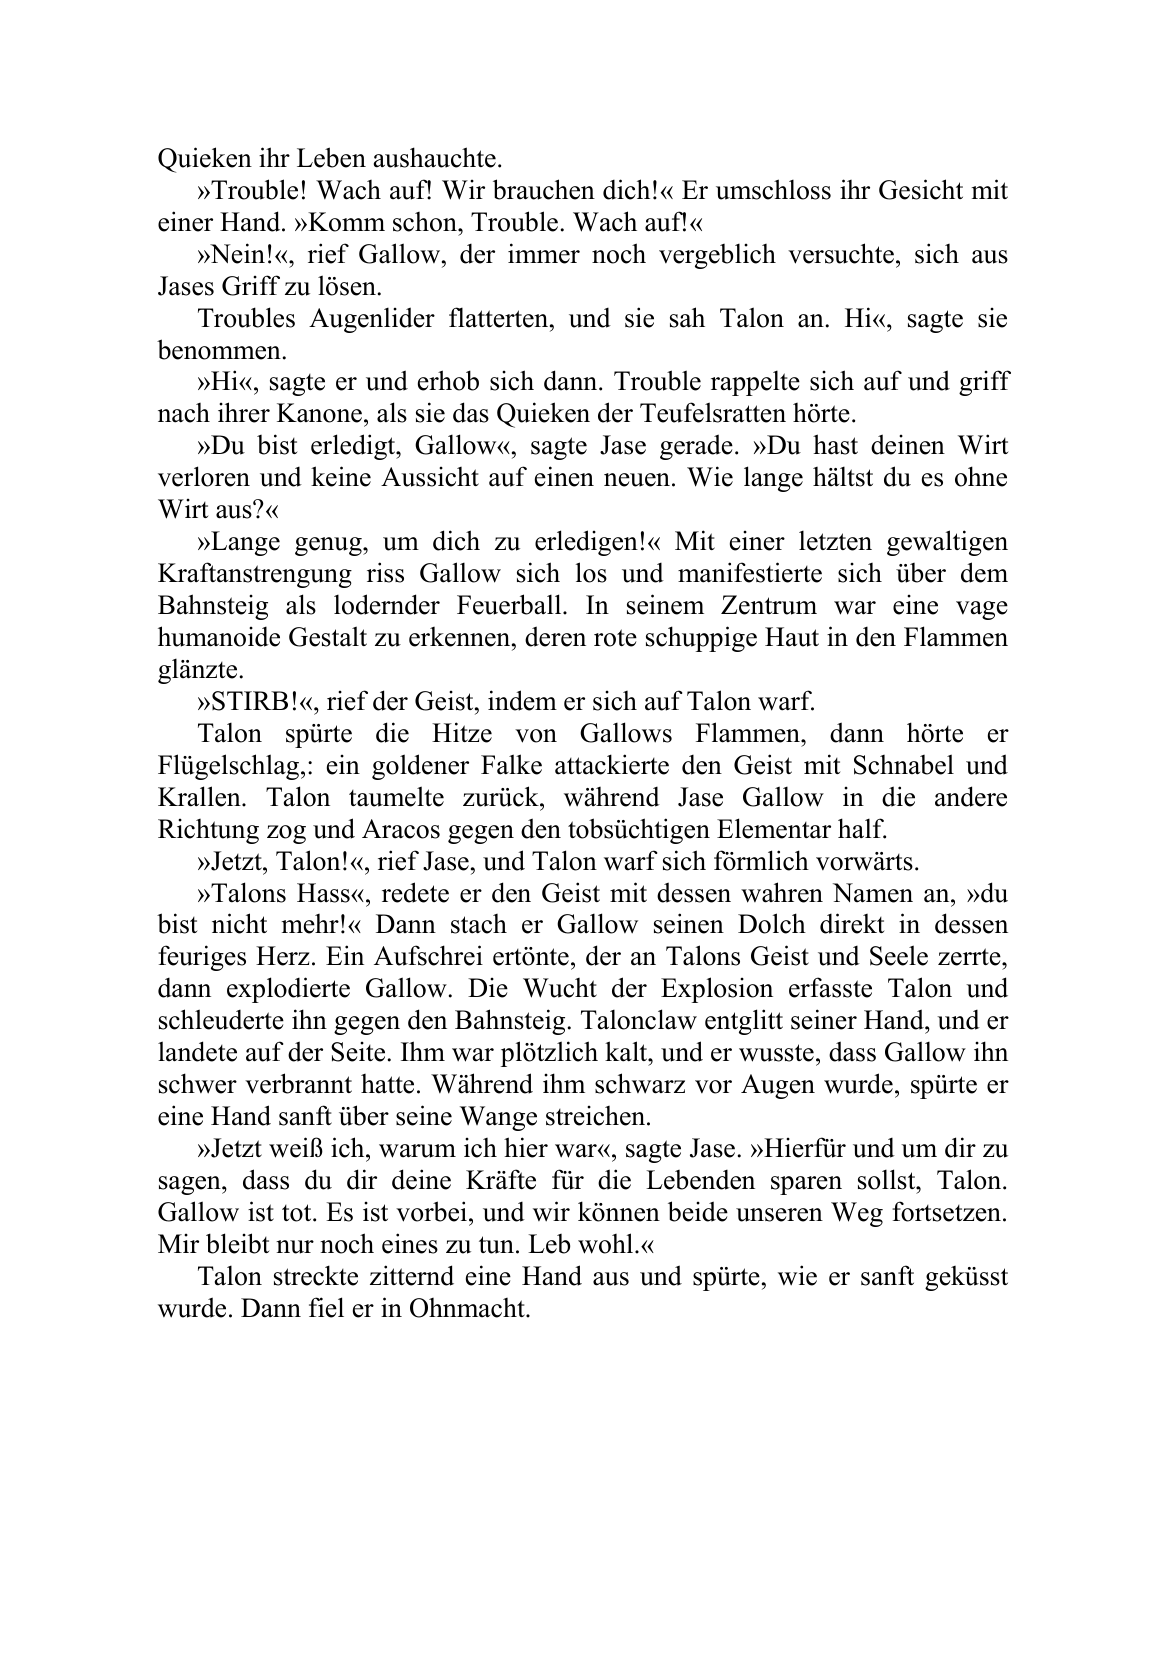 Quieken ihr Leben aushauchte.
»Trouble! Wach auf! Wir brauchen dich!« Er umschloss ihr Gesicht mit
einer Hand. »Komm schon, Trouble. Wach auf!«
»Nein!«, rief Gallow, der immer noch vergeblich versuchte, sich aus
Jases Griff zu lösen.
Troubles Augenlider flatterten, und sie sah Talon an. Hi«, sagte sie
benommen.
»Hi«, sagte er und erhob sich dann. Trouble rappelte sich auf und griff
nach ihrer Kanone, als sie das Quieken der Teufelsratten hörte.
»Du bist erledigt, Gallow«, sagte Jase gerade. »Du hast deinen Wirt
verloren und keine Aussicht auf einen neuen. Wie lange hältst du es ohne
Wirt aus?«
»Lange genug, um dich zu erledigen!« Mit einer letzten gewaltigen
Kraftanstrengung riss Gallow sich los und manifestierte sich über dem
Bahnsteig als lodernder Feuerball. In seinem Zentrum war eine vage
humanoide Gestalt zu erkennen, deren rote schuppige Haut in den Flammen
glänzte.
»STIRB!«, rief der Geist, indem er sich auf Talon warf.
Talon spürte die Hitze von Gallows Flammen, dann hörte er
Flügelschlag,: ein goldener Falke attackierte den Geist mit Schnabel und
Krallen. Talon taumelte zurück, während Jase Gallow in die andere
Richtung zog und Aracos gegen den tobsüchtigen Elementar half.
»Jetzt, Talon!«, rief Jase, und Talon warf sich förmlich vorwärts.
»Talons Hass«, redete er den Geist mit dessen wahren Namen an, »du
bist nicht mehr!« Dann stach er Gallow seinen Dolch direkt in dessen
feuriges Herz. Ein Aufschrei ertönte, der an Talons Geist und Seele zerrte,
dann explodierte Gallow. Die Wucht der Explosion erfasste Talon und
schleuderte ihn gegen den Bahnsteig. Talonclaw entglitt seiner Hand, und er
landete auf der Seite. Ihm war plötzlich kalt, und er wusste, dass Gallow ihn
schwer verbrannt hatte. Während ihm schwarz vor Augen wurde, spürte er
eine Hand sanft über seine Wange streichen.
»Jetzt weiß ich, warum ich hier war«, sagte Jase. »Hierfür und um dir zu
sagen, dass du dir deine Kräfte für die Lebenden sparen sollst, Talon.
Gallow ist tot. Es ist vorbei, und wir können beide unseren Weg fortsetzen.
Mir bleibt nur noch eines zu tun. Leb wohl.«
Talon streckte zitternd eine Hand aus und spürte, wie er sanft geküsst
wurde. Dann fiel er in Ohnmacht.